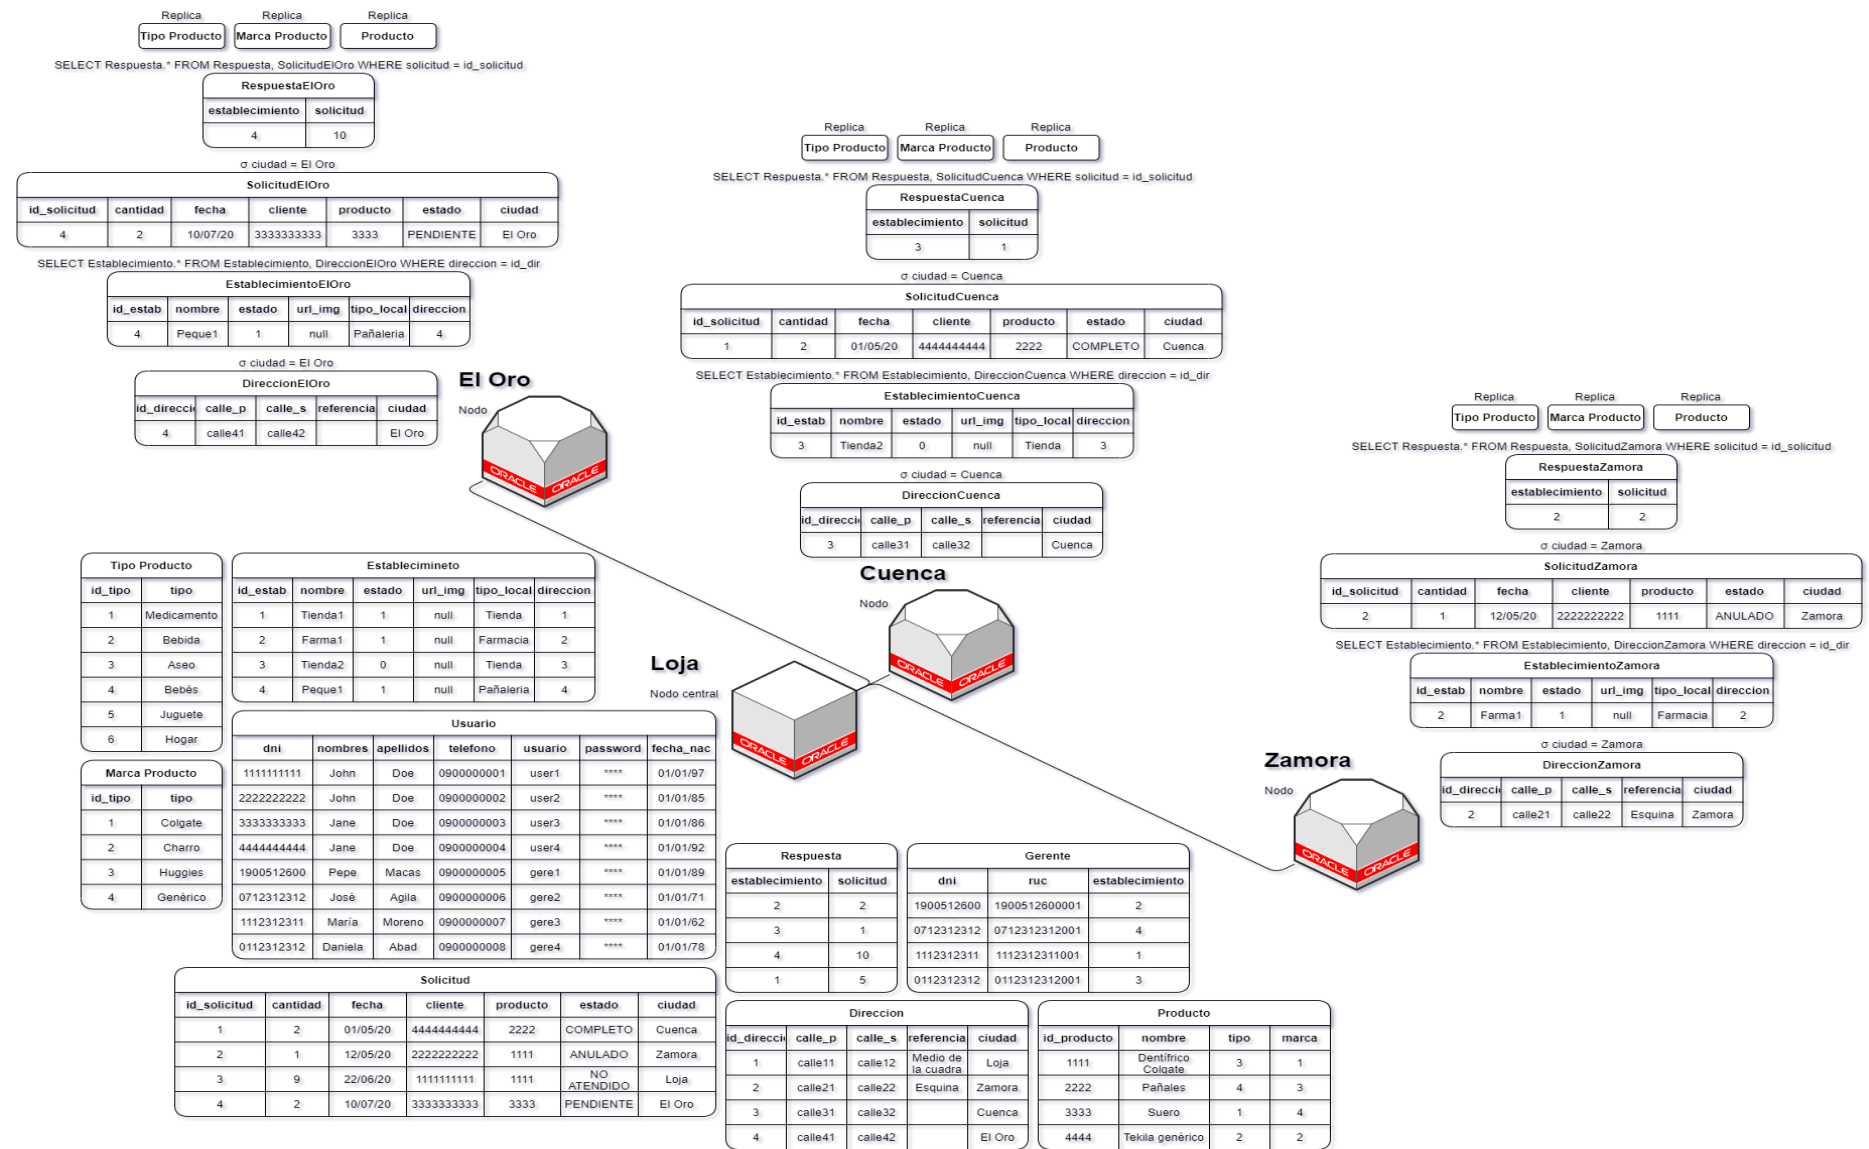 Replica Replica Replica
Tipo Producto Marca Producto Producto
SELECT Respuesta.* FROM Respuesta, SolicitudElOro WHERE solicitud = id_solicitud
RespuestaElOro
establecimiento solicitud
4 10
σ ciudad = El Oro
SolicitudElOro
id_solicitud cantidad fecha cliente producto estado ciudad
4 2 10/07/20 3333333333 3333 PENDIENTE El Oro
SELECT Establecimiento.* FROM Establecimiento, DireccionElOro WHERE direccion = id_dir
EstablecimientoElOro
id_estab nombre estado url_img tipo_local direccion
4 Peque1 1 null Pañaleria 4
σ ciudad = El Oro
DireccionElOro
id_direcci calle_p calle_s referencia ciudad
4 calle41 calle42 El Oro
El Oro
Nodo
ORACLE ORACLE
Replica Replica Replica
Tipo Producto Marca Producto Producto
SELECT Respuesta.* FROM Respuesta, SolicitudCuenca WHERE solicitud = id_solicitud
RespuestaCuenca
establecimiento solicitud
3 1
σ ciudad = Cuenca
SolicitudCuenca
id_solicitud cantidad fecha cliente producto estado ciudad
1 2 01/05/20 4444444444 2222 COMPLETO Cuenca
SELECT Establecimiento.* FROM Establecimiento, DireccionCuenca WHERE direccion = id_dir
EstablecimientoCuenca
id_estab nombre estado url_img tipo_local direccion
3 Tienda2 0 null Tienda 3
σ ciudad = Cuenca
DireccionCuenca
id_direcci calle_p calle_s referencia ciudad
3 calle31 calle32 Cuenca
Cuenca
Nodo
ORACLE ORACLE
Replica Replica Replica
Tipo Producto Marca Producto Producto
SELECT Respuesta.* FROM Respuesta, SolicitudZamora WHERE solicitud = id_solicitud
RespuestaZamora
establecimiento solicitud
2 2
σ ciudad = Zamora
SolicitudZamora
id_solicitud cantidad fecha cliente producto estado ciudad
2 1 12/05/20 2222222222 1111 ANULADO Zamora
SELECT Establecimiento.* FROM Establecimiento, DireccionZamora WHERE direccion = id_dir
EstablecimientoZamora
id_estab nombre estado url_img tipo_local direccion
2 Farma1 1 null Farmacia 2
σ ciudad = Zamora
DireccionZamora
id_direcci calle_p calle_s referencia ciudad
2 calle21 calle22 Esquina Zamora
Zamora
Nodo
ORACLE ORACLE
Loja
Nodo central
ORACLE ORACLE
Tipo Producto
id_tipo tipo
1 Medicamento
2 Bebida
3 Aseo
4 Bebés
5 Juguete
6 Hogar
Marca Producto
id_tipo tipo
1 Colgate
2 Charro
3 Huggies
4 Genérico
Establecimineto
id_estab nombre estado url_img tipo_local direccion
1 Tienda1 1 null Tienda 1
2 Farma1 1 null Farmacia 2
3 Tienda2 0 null Tienda 3
4 Peque1 1 null Pañaleria 4
Usuario
dni nombres apellidos telefono usuario password fecha_nac
1111111111 John Doe 0900000001 user1 **** 01/01/97
2222222222 John Doe 0900000002 user2 **** 01/01/85
3333333333 Jane Doe 0900000003 user3 **** 01/01/86
4444444444 Jane Doe 0900000004 user4 **** 01/01/92
1900512600 Pepe Macas 0900000005 gere1 **** 01/01/89
0712312312 José Agila 0900000006 gere2 **** 01/01/71
1112312311 María Moreno 0900000007 gere3 **** 01/01/62
0112312312 Daniela Abad 0900000008 gere4 **** 01/01/78
Solicitud
id_solicitud cantidad fecha cliente producto estado ciudad
1 2 01/05/20 4444444444 2222 COMPLETO Cuenca
2 1 12/05/20 2222222222 1111 ANULADO Zamora
3 9 22/06/20 1111111111 1111 NO ATENDIDO Loja
4 2 10/07/20 3333333333 3333 PENDIENTE El Oro
Respuesta
establecimiento solicitud
2 2
3 1
4 10
1 5
Gerente
dni ruc establecimiento
1900512600 1900512600001 2
0712312312 0712312312001 4
1112312311 1112312311001 1
0112312312 0112312312001 3
Direccion
id_direcci calle_p calle_s referencia ciudad
1 calle11 calle12 Medio de la cuadra Loja
2 calle21 calle22 Esquina Zamora
3 calle31 calle32 Cuenca
4 calle41 calle42 El Oro
Producto
id_producto nombre tipo marca
1111 Dentífrico Colgate 3 1
2222 Pañales 4 3
3333 Suero 1 4
4444 Tekila genérico 2 2